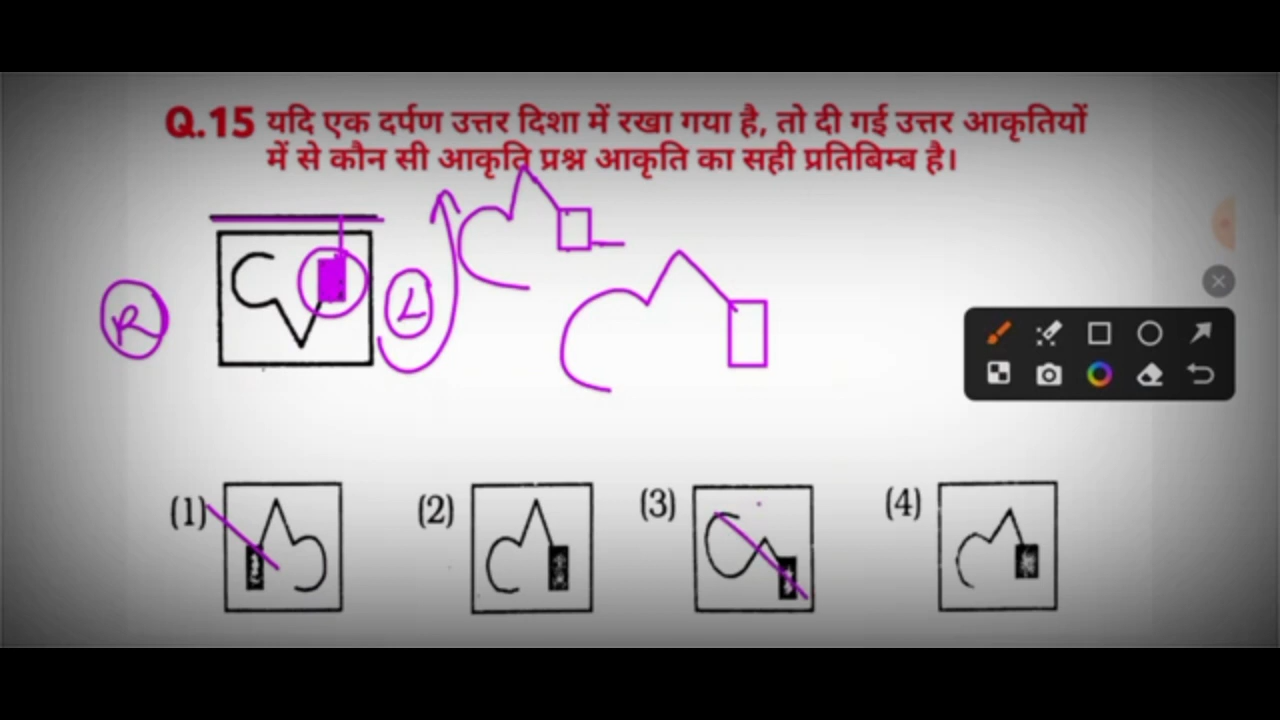 Q.15 यदि एक दर्पण उत्तर दिशा में रखा गया है, तो दी गई उत्तर आकृतियों
में से कौन सी आकृति प्रश्न आकृति का सही प्रतिबिम्ब है।
R
L
(1)
(2)
(3)
(4)